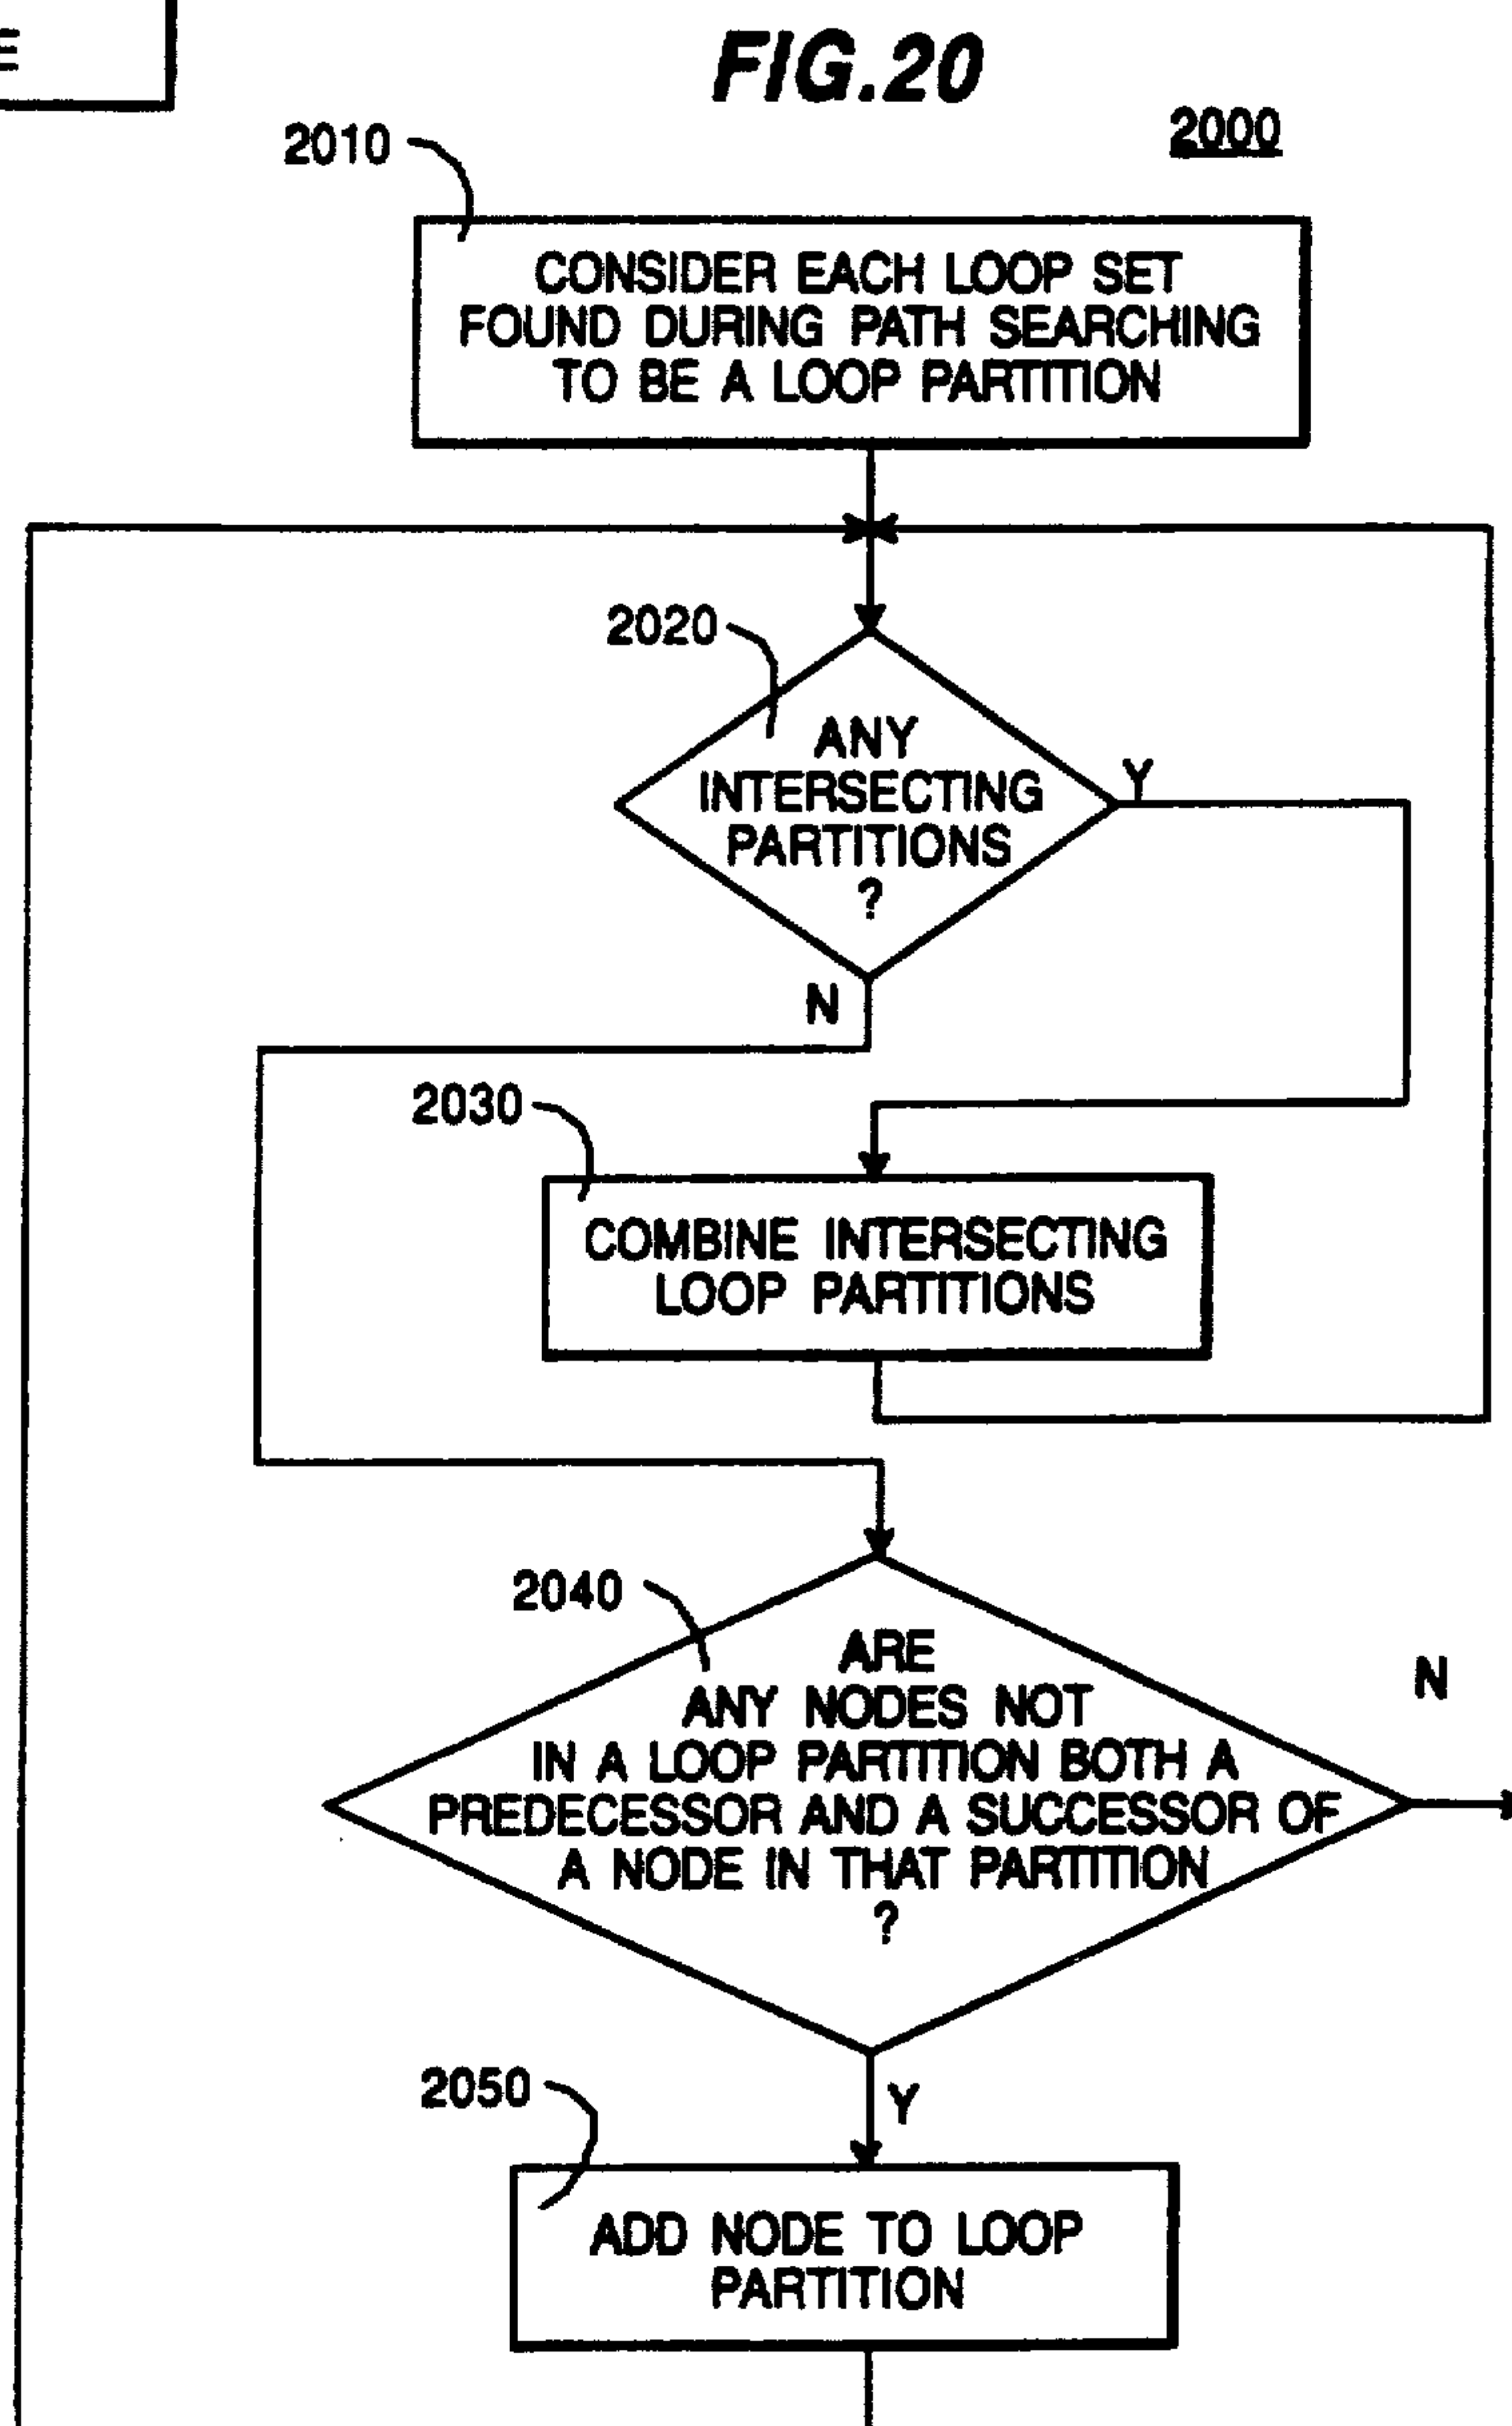 E
FIG.20
2000
2010
CONSIDER EACH LOOP SET
FOUND DURING PATH SEARCHING
TO BE A LOOP PARTITION
2020
ANY
INTERSECTING
PARTITIONS
?
Y
N
2030
COMBINE INTERSECTING
LOOP PARTITIONS
2040
ARE
ANY NODES NOT
IN A LOOP PARTITION BOTH A
PREDECESSOR AND A SUCCESSOR OF
A NODE IN THAT PARTITION
?
N
Y
2050
ADD NODE TO LOOP
PARTITION